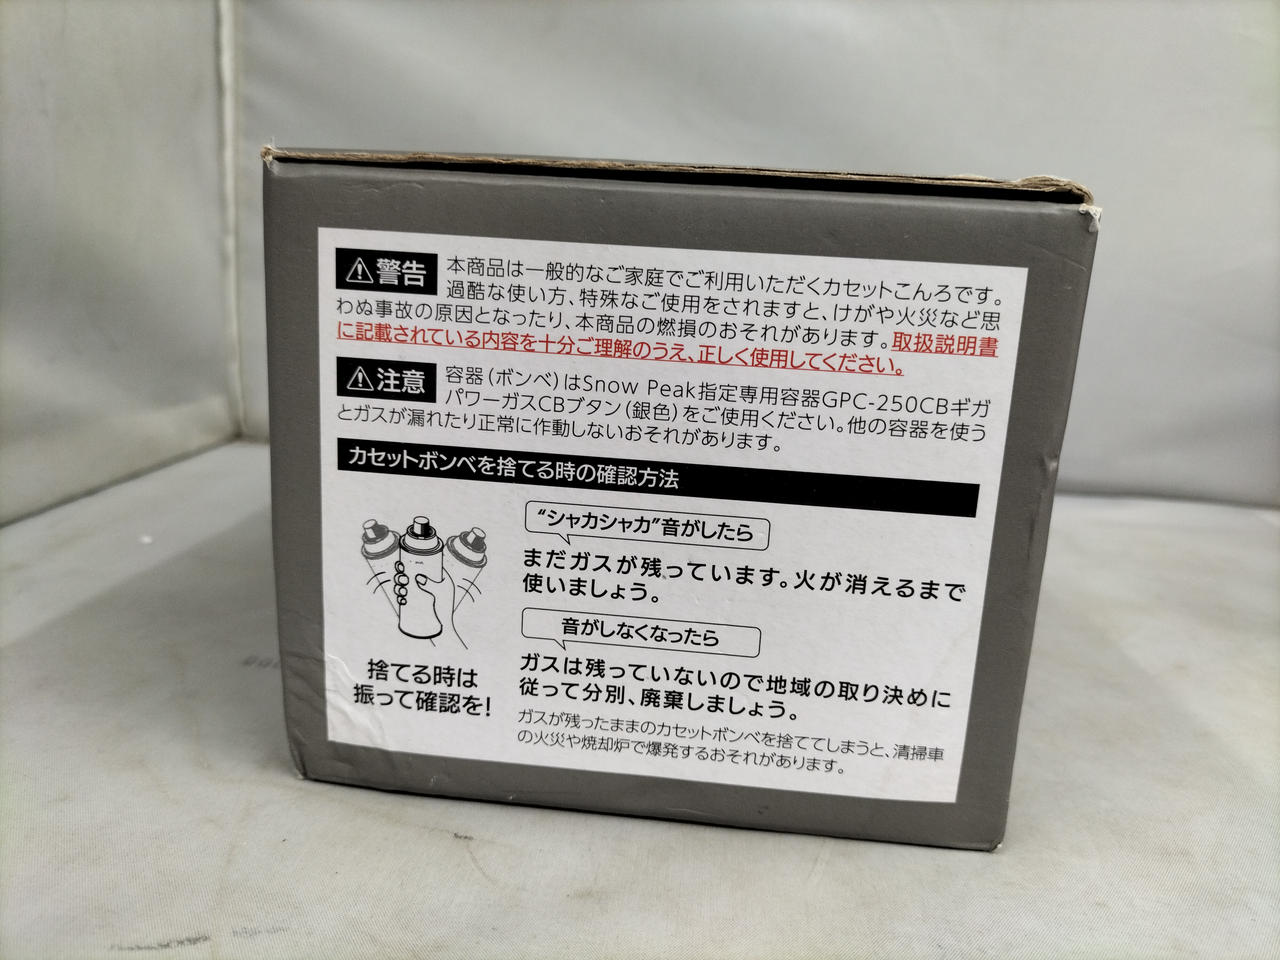 ⚠警告 本商品は一般的なご家庭でご利用いただくカセットこんろです。
過酷な使い方、特殊なご使用をされますと、けがや火災など思
わぬ事故の原因となったり、本商品の燃損のおそれがあります。取扱説明書
に記載されている内容を十分ご理解のうえ、正しく使用してください。
⚠注意 容器(ボンベ)はSnow Peak指定専用容器GPC-250CBギガ
パワーガスCBブタン(銀色)をご使用ください。他の容器を使う
とガスが漏れたり正常に作動しないおそれがあります。
カセットボンベを捨てる時の確認方法
“シャカシャカ”音がしたら
まだガスが残っています。火が消えるまで
使いましょう。
音がしなくなったら
ガスは残っていないので地域の取り決めに
従って分別、廃棄しましょう。
捨てる時は
振って確認を!
ガスが残ったままのカセットボンベを捨ててしまうと、清掃車
の火災や焼却炉で爆発するおそれがあります。